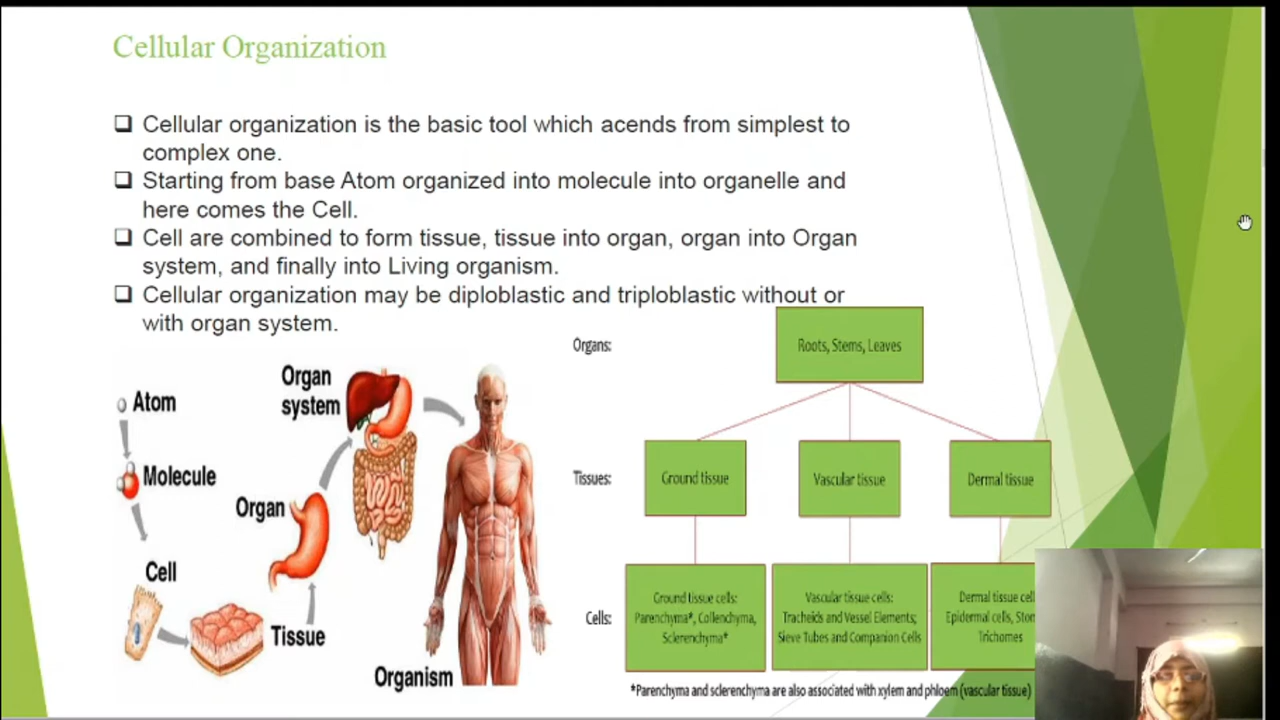 Cellular Organization
Cellular organization is the basic tool which acends from simplest to
complex one.
Starting from base Atom organized into molecule into organelle and
here comes the Cell.
Cell are combined to form tissue, tissue into organ, organ into Organ
system, and finally into Living organism.
Cellular organization may be diploblastic and triploblastic without or
with organ system.
Atom
Molecule
Cell
Tissue
Organ
Organ
system
Organism
Organs:
Roots, Stems, Leaves
Tissues:
Ground tissue
Vascular tissue
Dermal tissue
Cells:
Ground tissue cells:
Parenchyma*, Collenchyma,
Sclerenchyma*
Vascular tissue cells:
Tracheids and Vessel Elements;
Sieve Tubes and Companion Cells
Dermal tissue cell
Epidermal cells, Ston
Trichomes
*Parenchyma and sclerenchyma are also associated with xylem and phloem (vascular tissue)